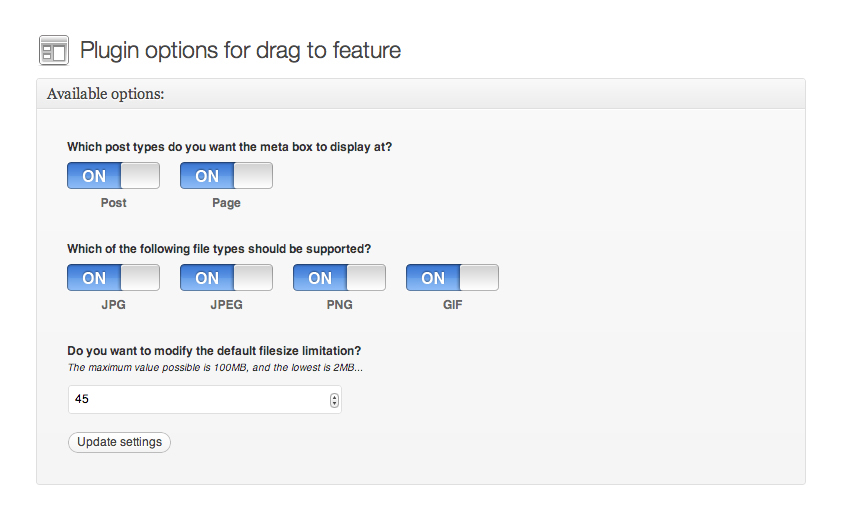 Plugin options for drag to feature
Available options:
Which post types do you want the meta box to display at?
ON ON
Post Page
Which of the following file types should be supported?
ON ON ON ON
JPG JPEG PNG GIF
Do you want to modify the default filesize limitation?
The maximum value possible is 100MB, and the lowest is 2MB...
45
Update settings